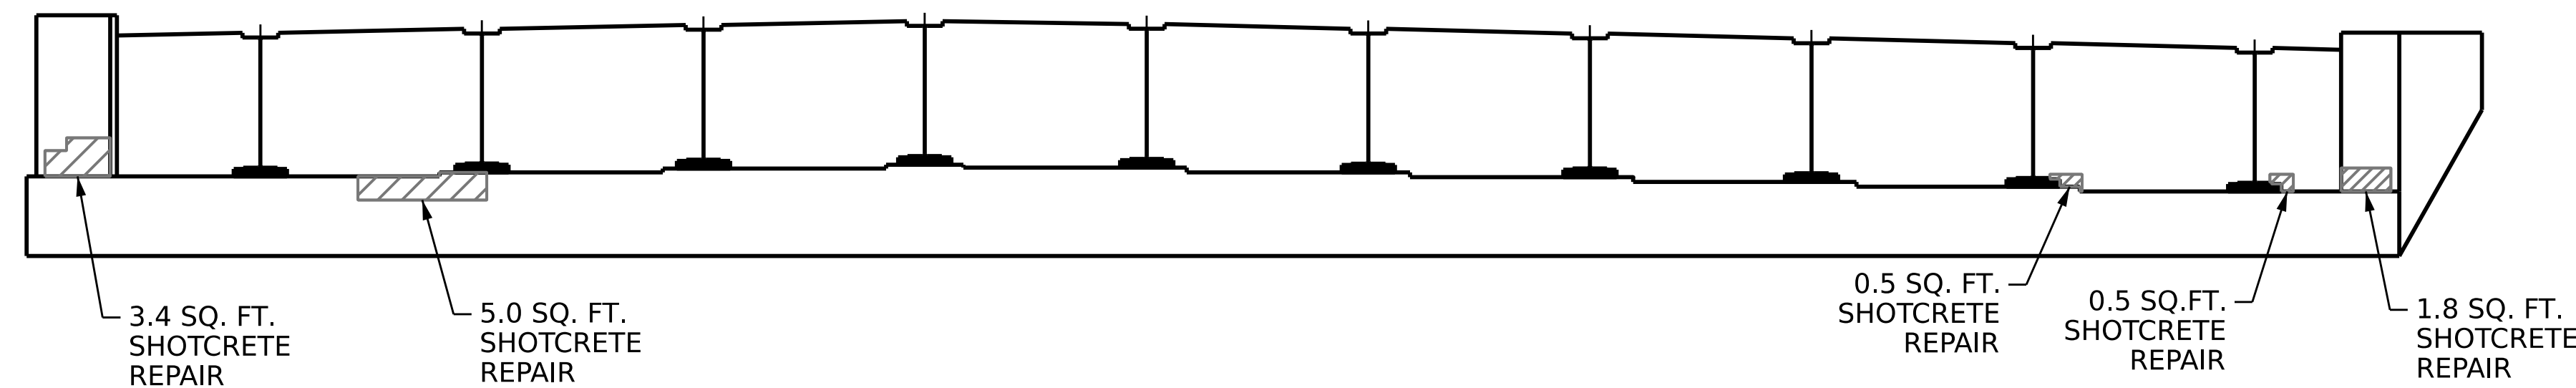 3.4 SQ. FT.
SHOTCRETE
REPAIR
5.0 SQ. FT.
SHOTCRETE
REPAIR
0.5 SQ. FT.
SHOTCRETE
REPAIR
0.5 SQ.FT.
SHOTCRETE
REPAIR
1.8 SQ. FT.
SHOTCRETE
REPAIR